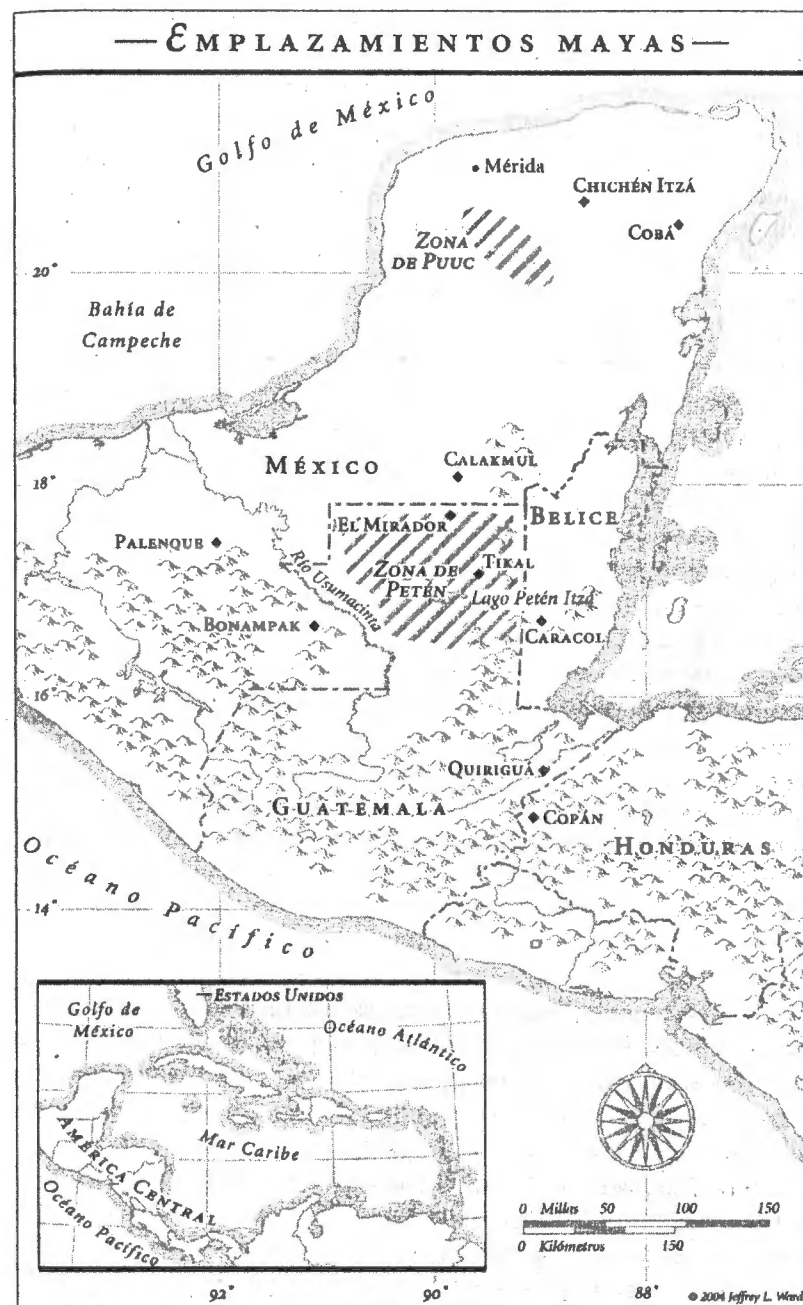 —EMPLAZAMIENTOS MAYAS—
Golfo de México
Mérida
CHICHÉN ITZÁ
COBÁ
ZONA
DE PUUC
20°
Bahía de
Campeche
MÉXICO
CALAKMUL
18°
EL MIRADOR
BELICE
PALENQUE
Río Usumacinta
ZONA DE
PETÉN
TIKAL
Lago Petén Itzá
BONAMPAK
CARACOL
16°
QUIRIGUÁ
GUATEMALA
COPÁN
HONDURAS
Océano Pacífico
14°
ESTADOS UNIDOS
Golfo de
México
Océano Atlántico
Mar Caribe
AMÉRICA CENTRAL
Océano Pacífico
0 Millas 50 100 150
0 Kilómetros 150
92° 90° 88°
© 2004 Jeffrey L. Ward